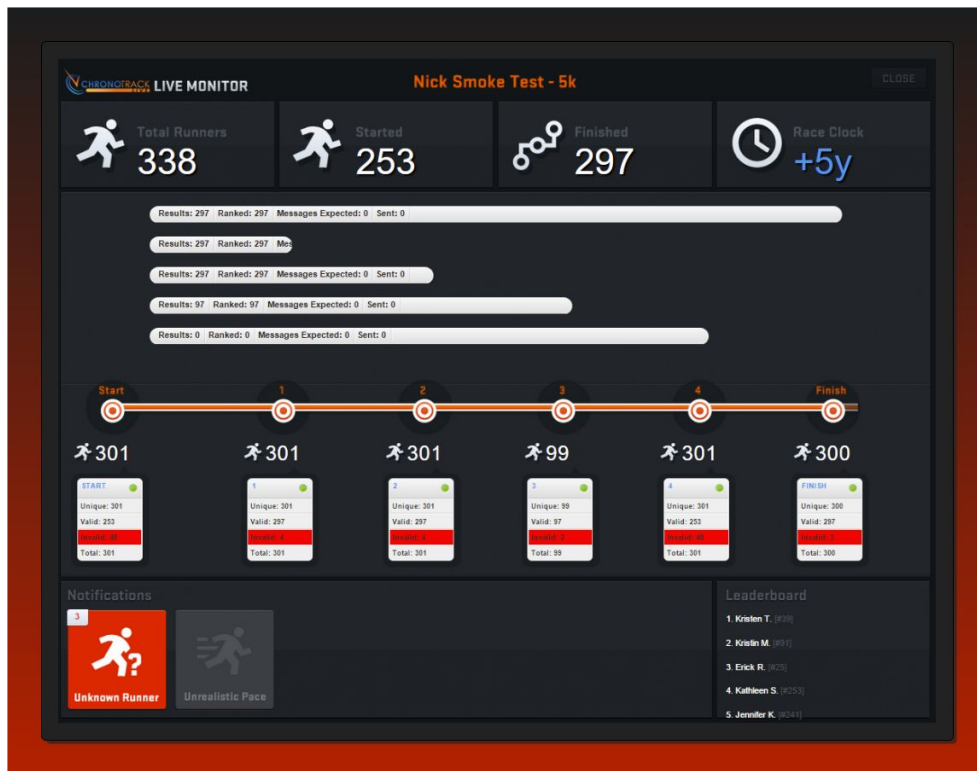 CHRONOTRACK LIVE LIVE MONITOR
Nick Smoke Test - 5k
CLOSE
Total Runners
338
Started
253
Finished
297
Race Clock
+5y
Results: 297 Ranked: 297 Messages Expected: 0 Sent: 0
Results: 297 Ranked: 297 Mes
Results: 297 Ranked: 297 Messages Expected: 0 Sent: 0
Results: 97 Ranked: 97 Messages Expected: 0 Sent: 0
Results: 0 Ranked: 0 Messages Expected: 0 Sent: 0
Start 1 2 3 4 Finish
301 301 301 99 301 300
START 1 2 3 4 FINISH
Unique: 301 Unique: 301 Unique: 301 Unique: 99 Unique: 301 Unique: 300
Valid: 253 Valid: 297 Valid: 297 Valid: 97 Valid: 253 Valid: 297
Invalid: 48 Invalid: 4 Invalid: 4 Invalid: 2 Invalid: 48 Invalid: 3
Total: 301 Total: 301 Total: 301 Total: 99 Total: 301 Total: 300
Notifications
3
Unknown Runner
Unrealistic Pace
Leaderboard
1. Kristen T. [#39]
2. Kristin M. [#91]
3. Erick R. [#25]
4. Kathleen S. [#253]
5. Jennifer K. [#241]